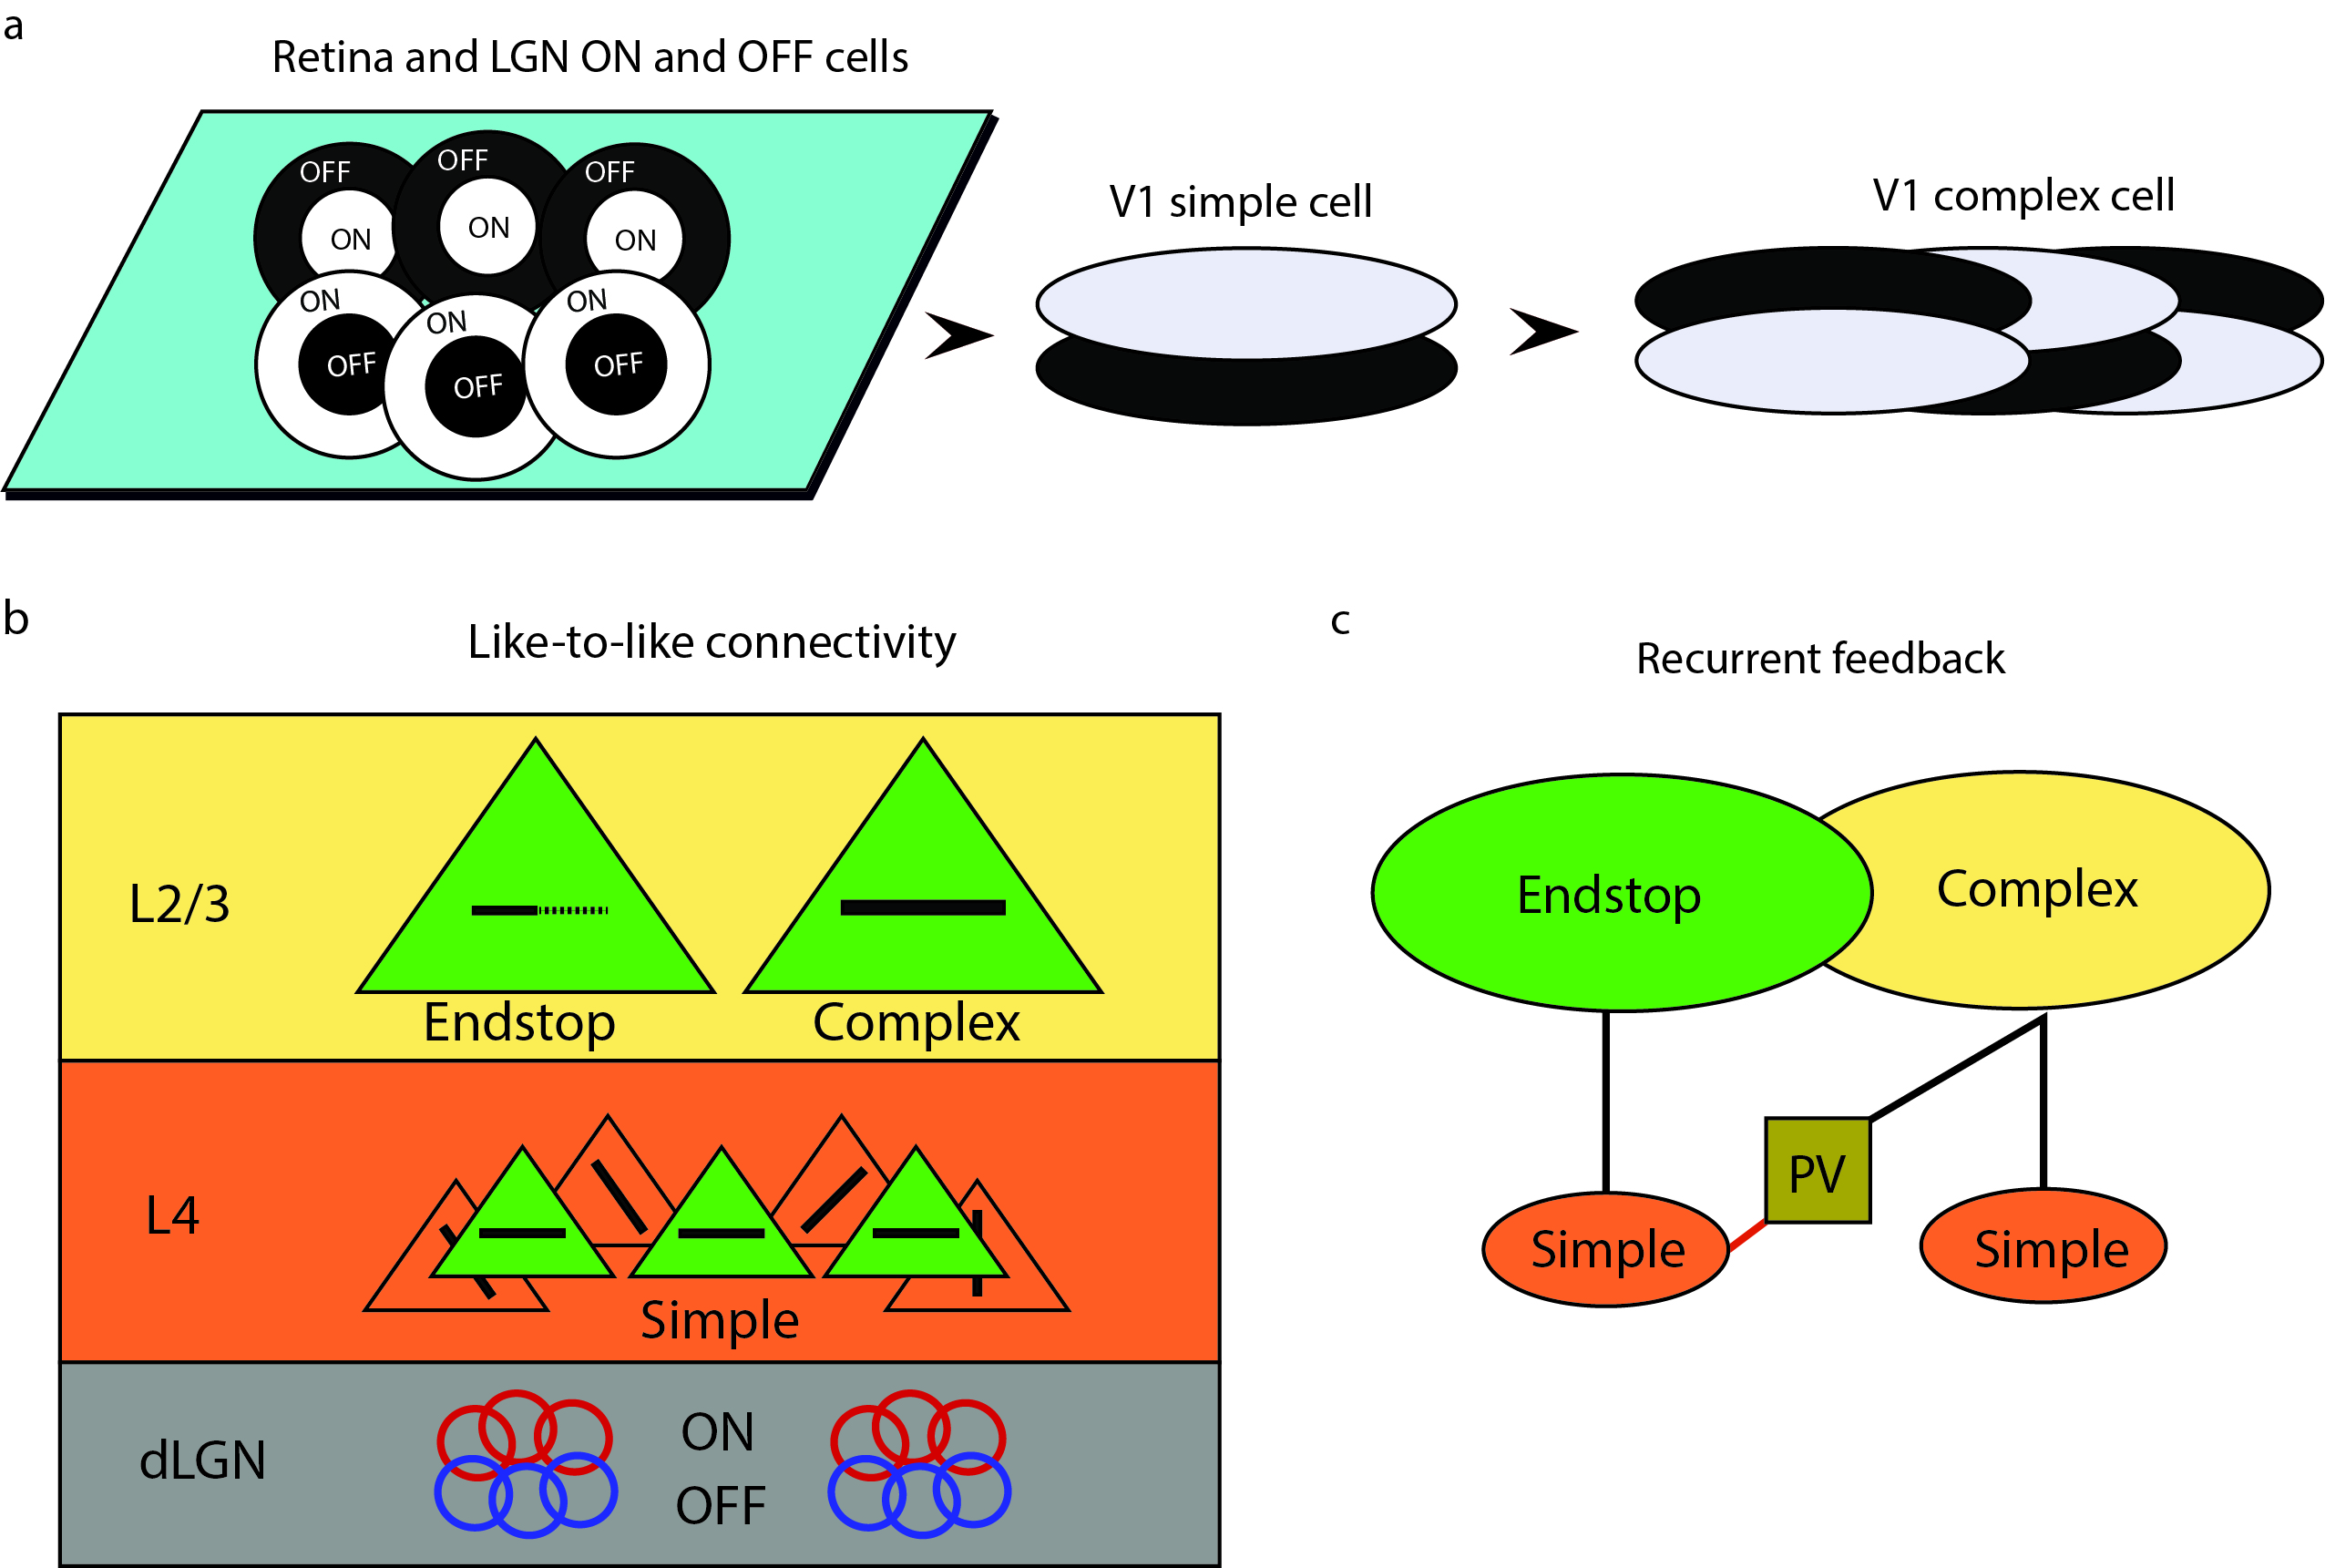 a
Retina and LGN ON and OFF cells
OFF
OFF
OFF
ON
ON
ON
ON
ON
ON
OFF
OFF
OFF
V1 simple cell
V1 complex cell
b
Like-to-like connectivity
L2/3
Endstop
Complex
L4
Simple
dLGN
ON
OFF
c
Recurrent feedback
Endstop
Complex
PV
Simple
Simple